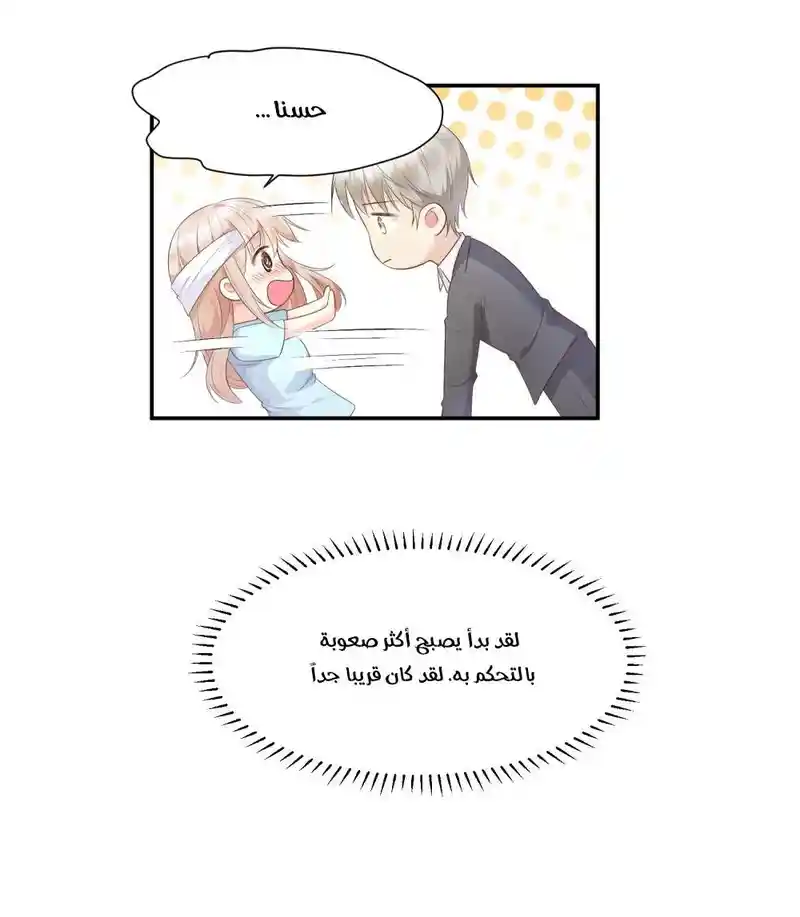 حسنا ...
لقد بدأ يصبح أكثر صعوبة
بالتحكم به. لقد كان قريبا جداً